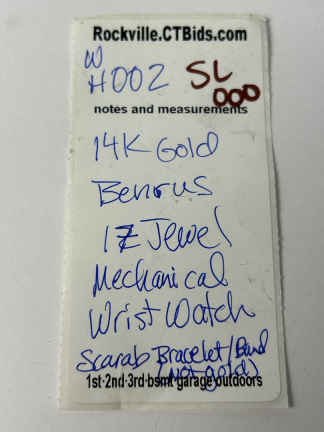 Rockville.CTBids.com
W
H002 SL
000
notes and measurements
14K Gold
Benrus
17 Jewel
Mechanical
Wrist Watch
Scarab Bracelet/Band
(not gold)
1st-2nd-3rd-bsmt-garage-outdoors